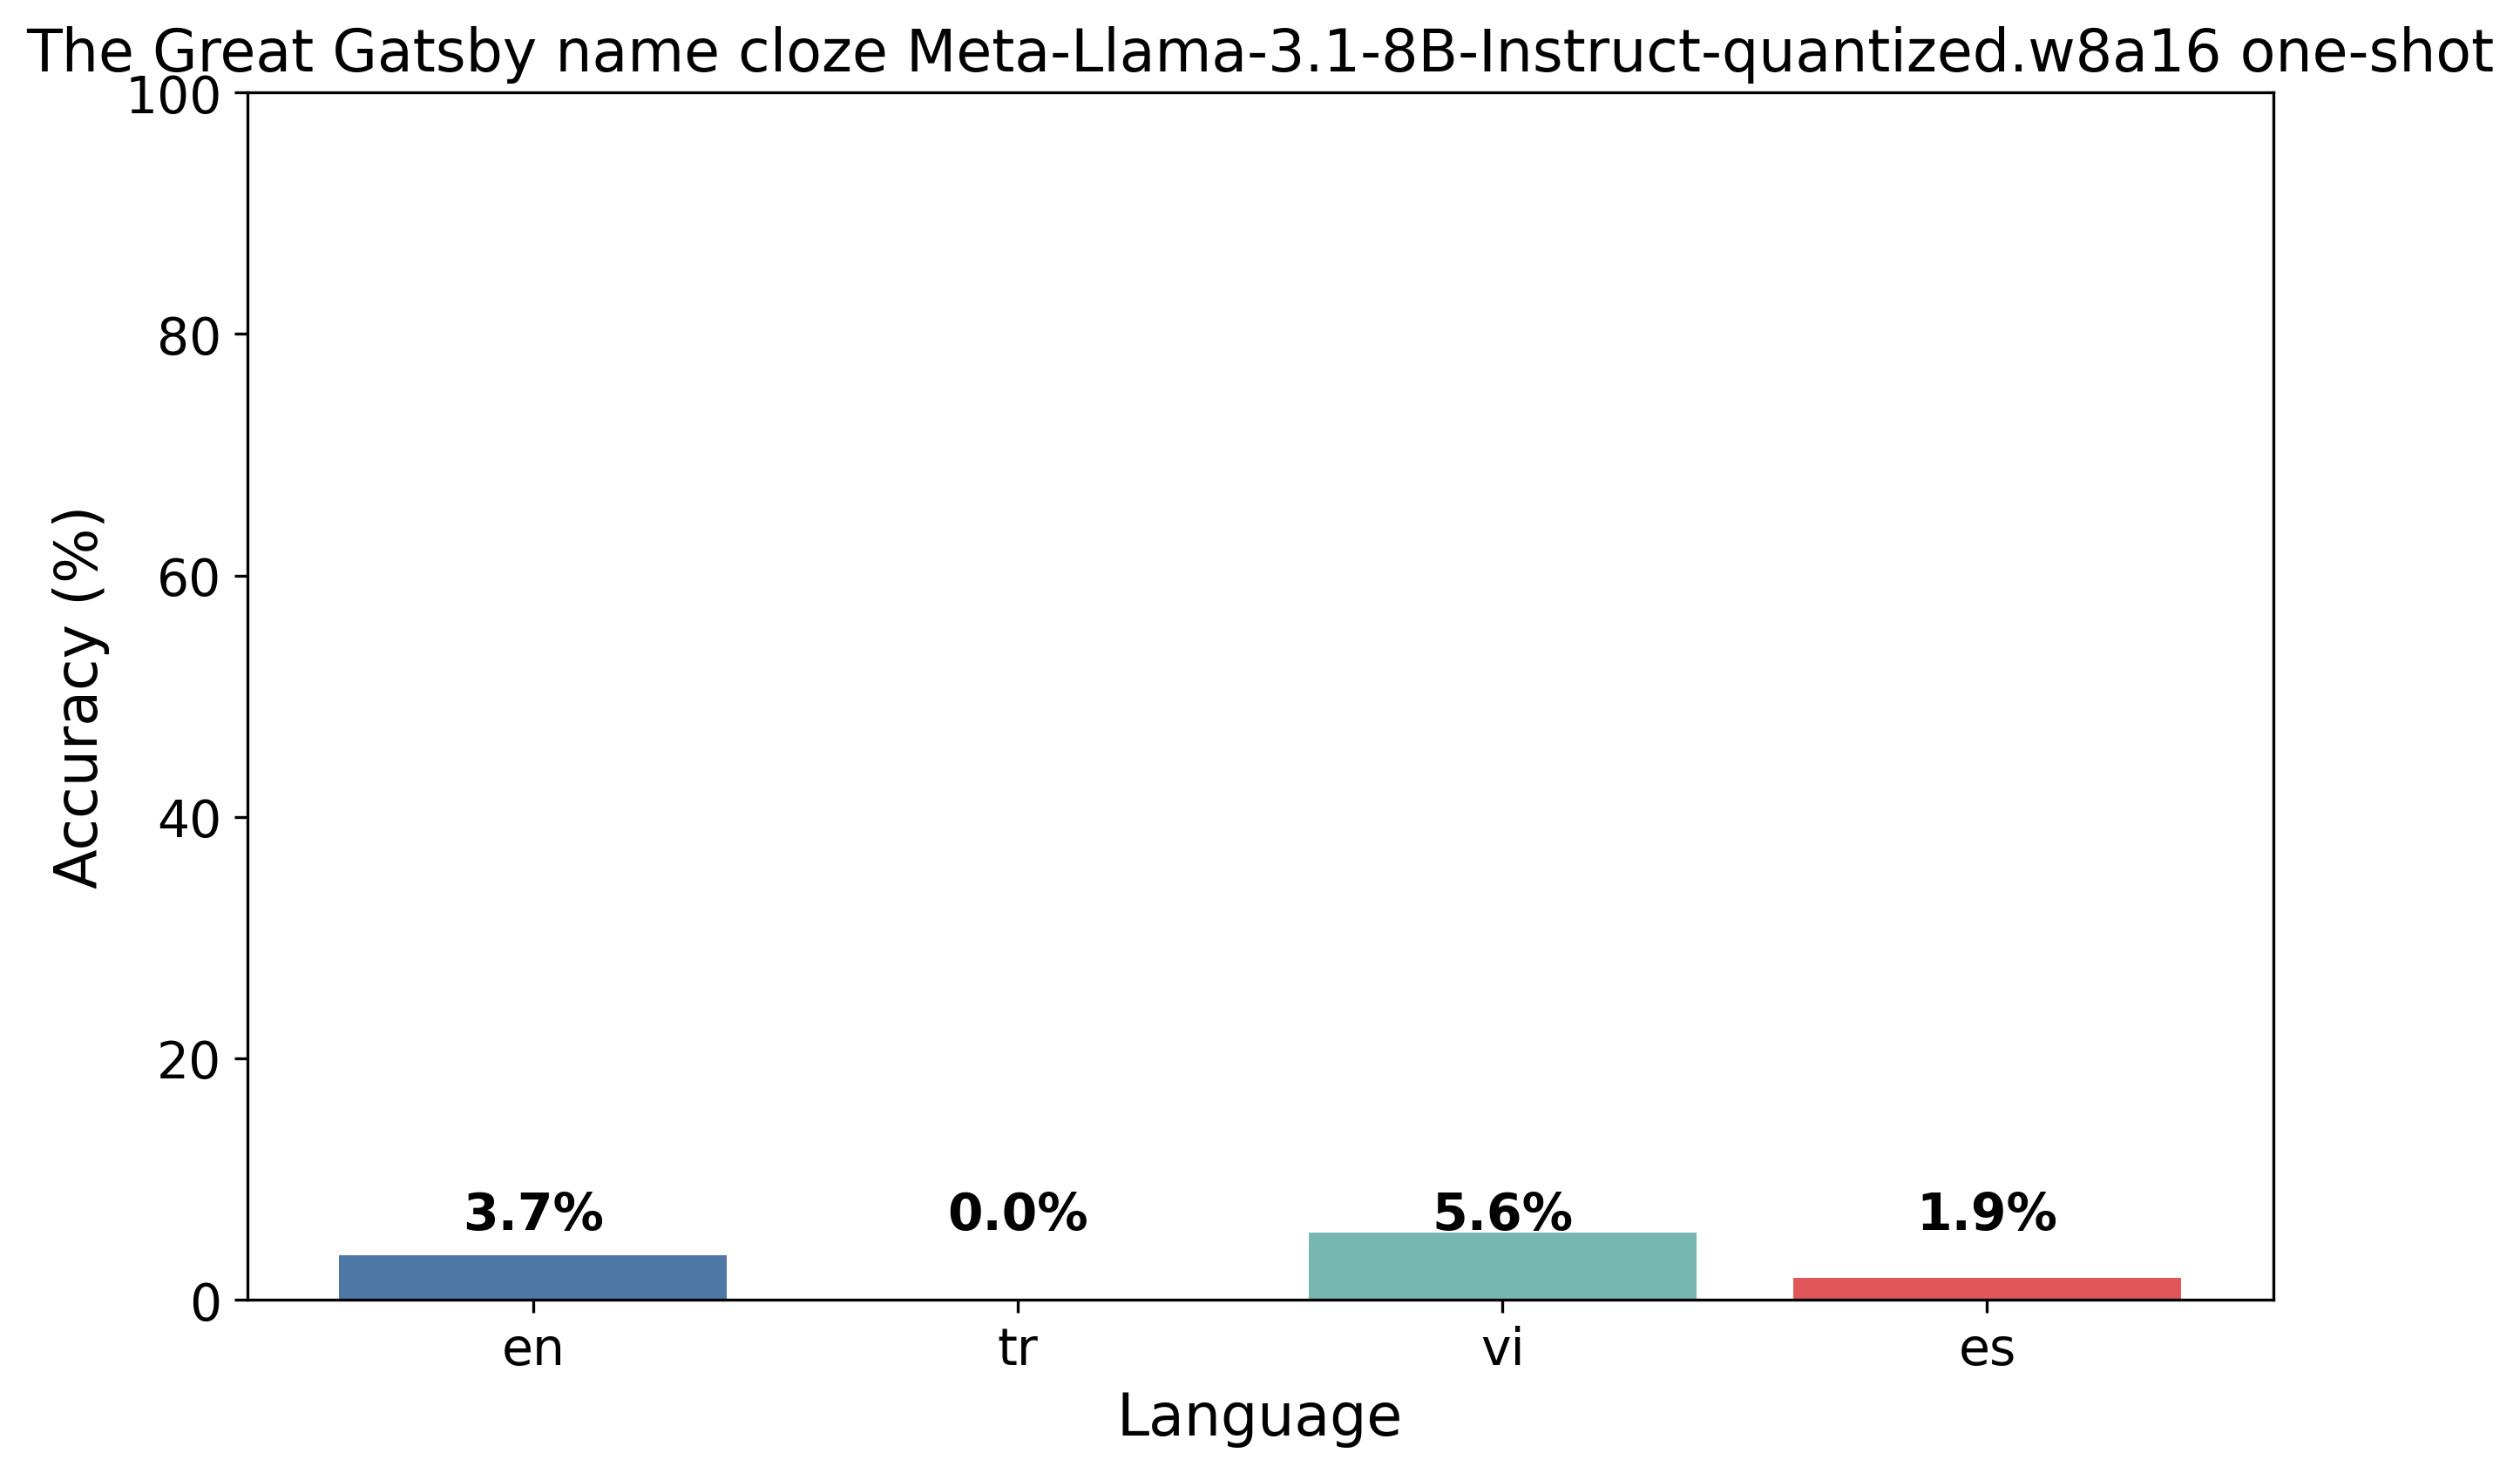 The Great Gatsby name cloze Meta-Llama-3.1-8B-Instruct-quantized.w8a16 one-shot
100
80
60
40
20
0
Accuracy (%)
3.7%
0.0%
5.6%
1.9%
en
tr
vi
es
Language